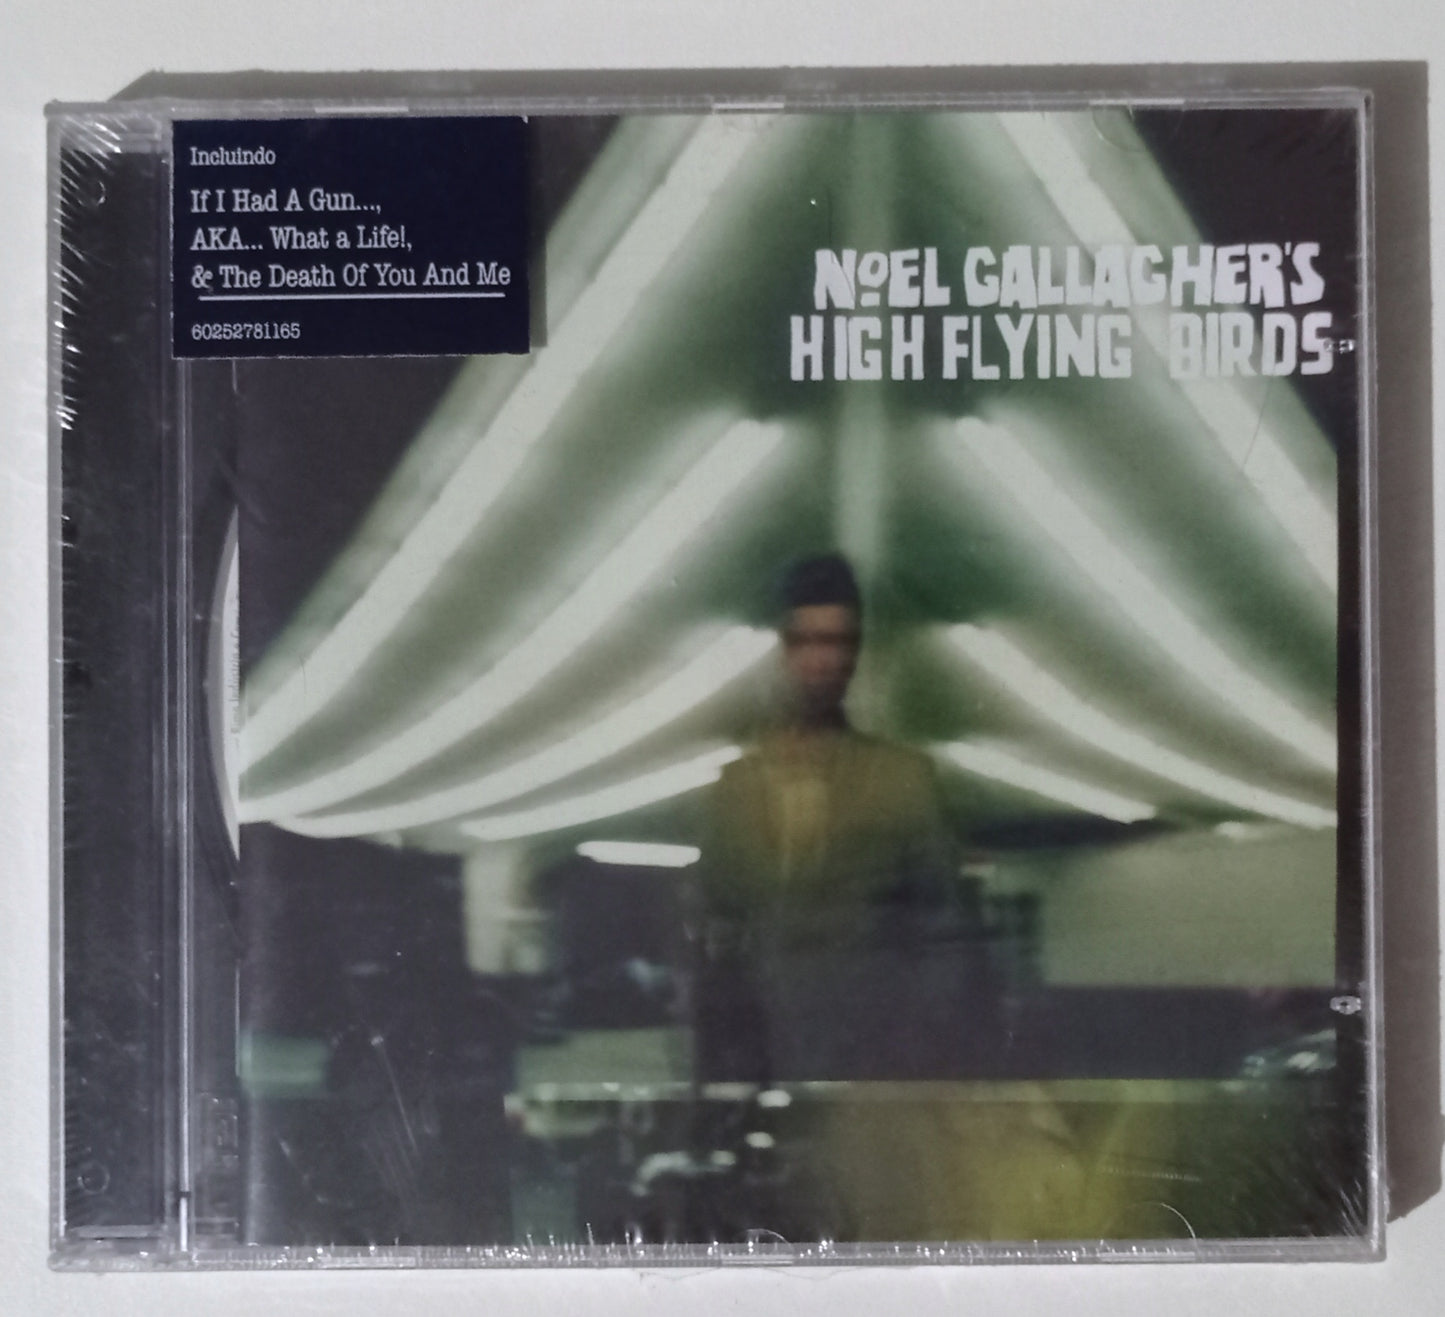 Incluindo
If I Had A Gun...,
AKA... What a Life!,
& The Death Of You And Me
60252781165
NOEL GALLAGHER'S
HIGH FLYING BIRDS